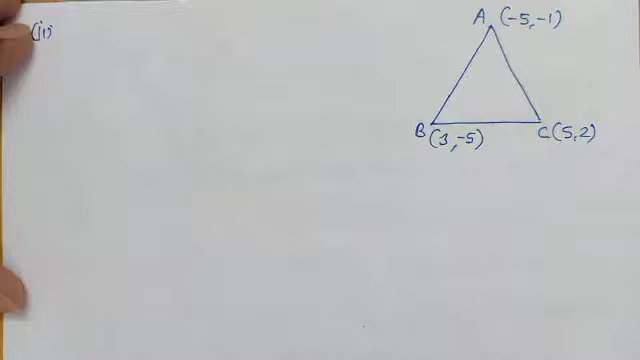 (ii)
A (-5,-1)
B (3,-5)
C (5,2)